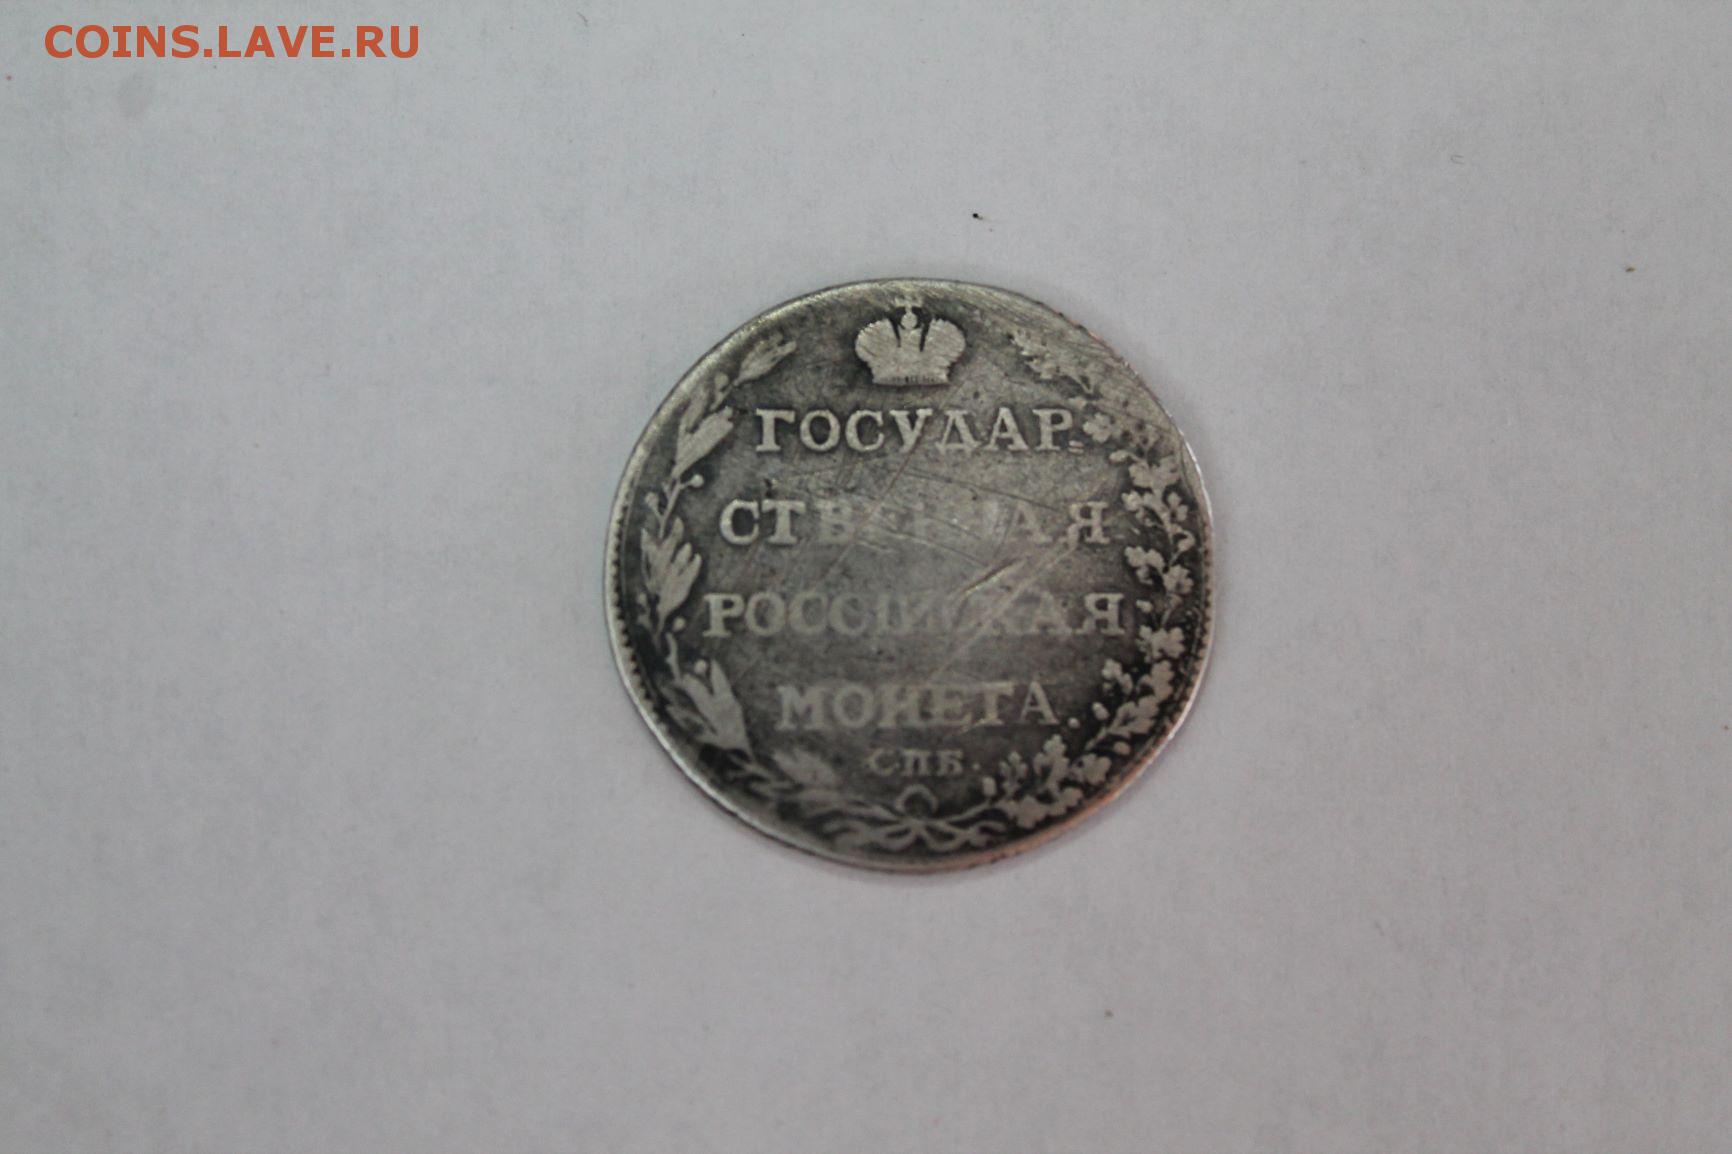 COINS.LAVE.RU
ГОСУДАР
СТВЕННАЯ
РОССІЙСКАЯ
МОНЕТА.
СПБ.